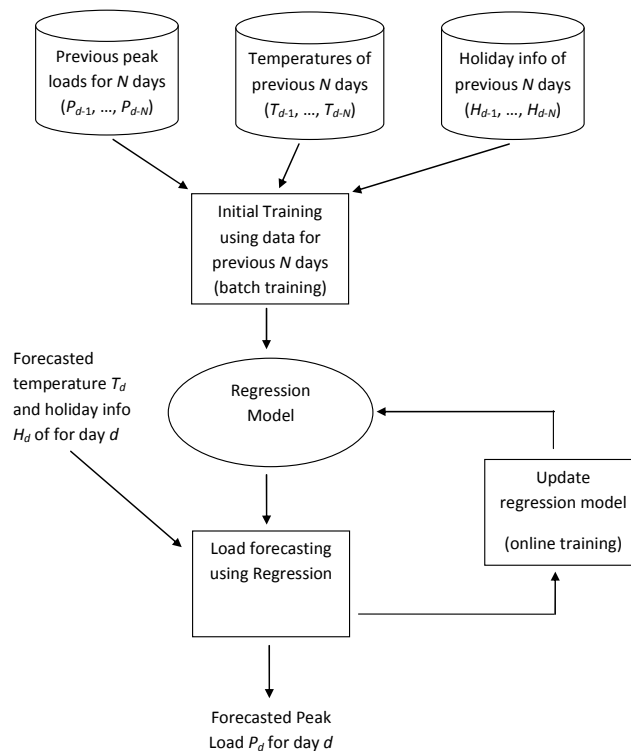 Previous peak
loads for N days
(Pd-1, …, Pd-N)
Temperatures of
previous N days
(Td-1, …, Td-N)
Holiday info of
previous N days
(Hd-1, …, Hd-N)
Initial Training
using data for
previous N days
(batch training)
Forecasted
temperature Td
and holiday info
Hd of for day d
Regression
Model
Update
regression model
(online training)
Load forecasting
using Regression
Forecasted Peak
Load Pd for day d